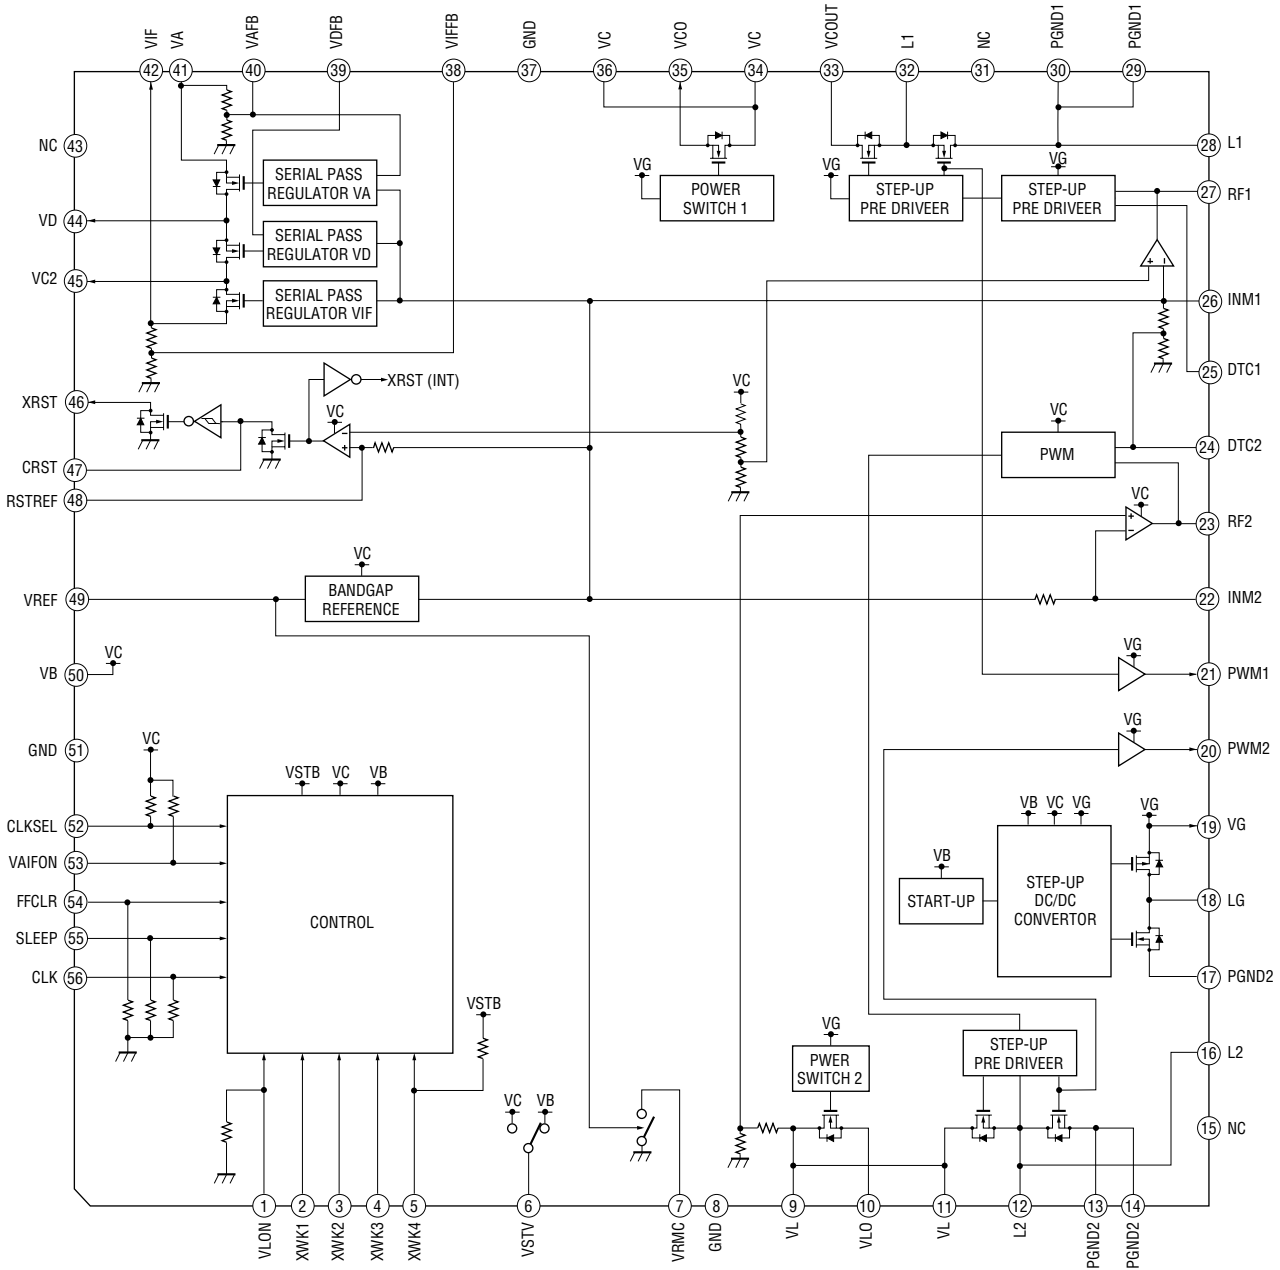 VIF
VA
VAFB
VDFB
VIFFB
GND
VC
VCO
VC
VCOUT
L1
NC
PGND1
PGND1
42
41
40
39
38
37
36
35
34
33
32
31
30
29
NC 43
28 L1
SERIAL PASS
REGULATOR VA
VG
POWER
SWITCH 1
VG
STEP-UP
PRE DRIVEER
VG
STEP-UP
PRE DRIVEER
27 RF1
VD 44
SERIAL PASS
REGULATOR VD
+ –
VC2 45
SERIAL PASS
REGULATOR VIF
26 INM1
XRST (INT)
VC
25 DTC1
XRST 46
VC
–
+
VC
PWM
24 DTC2
CRST 47
RSTREF 48
VC
+
–
23 RF2
VC
BANDGAP
REFERENCE
VREF 49
22 INM2
VC
VB 50
VG
21 PWM1
GND 51
VC
VG
20 PWM2
VSTB VC VB
VB VC VG
VG
CLKSEL 52
19 VG
VAIFON 53
VB
START-UP
STEP-UP
DC/DC
CONVERTOR
FFCLR 54
18 LG
CONTROL
SLEEP 55
CLK 56
17 PGND2
VSTB
VG
PWER
SWITCH 2
STEP-UP
PRE DRIVEER
16 L2
VC VB
15 NC
1
2
3
4
5
6
7
8
9
10
11
12
13
14
VLON
XWK1
XWK2
XWK3
XWK4
VSTV
VRMC
GND
VL
VLO
VL
L2
PGND2
PGND2